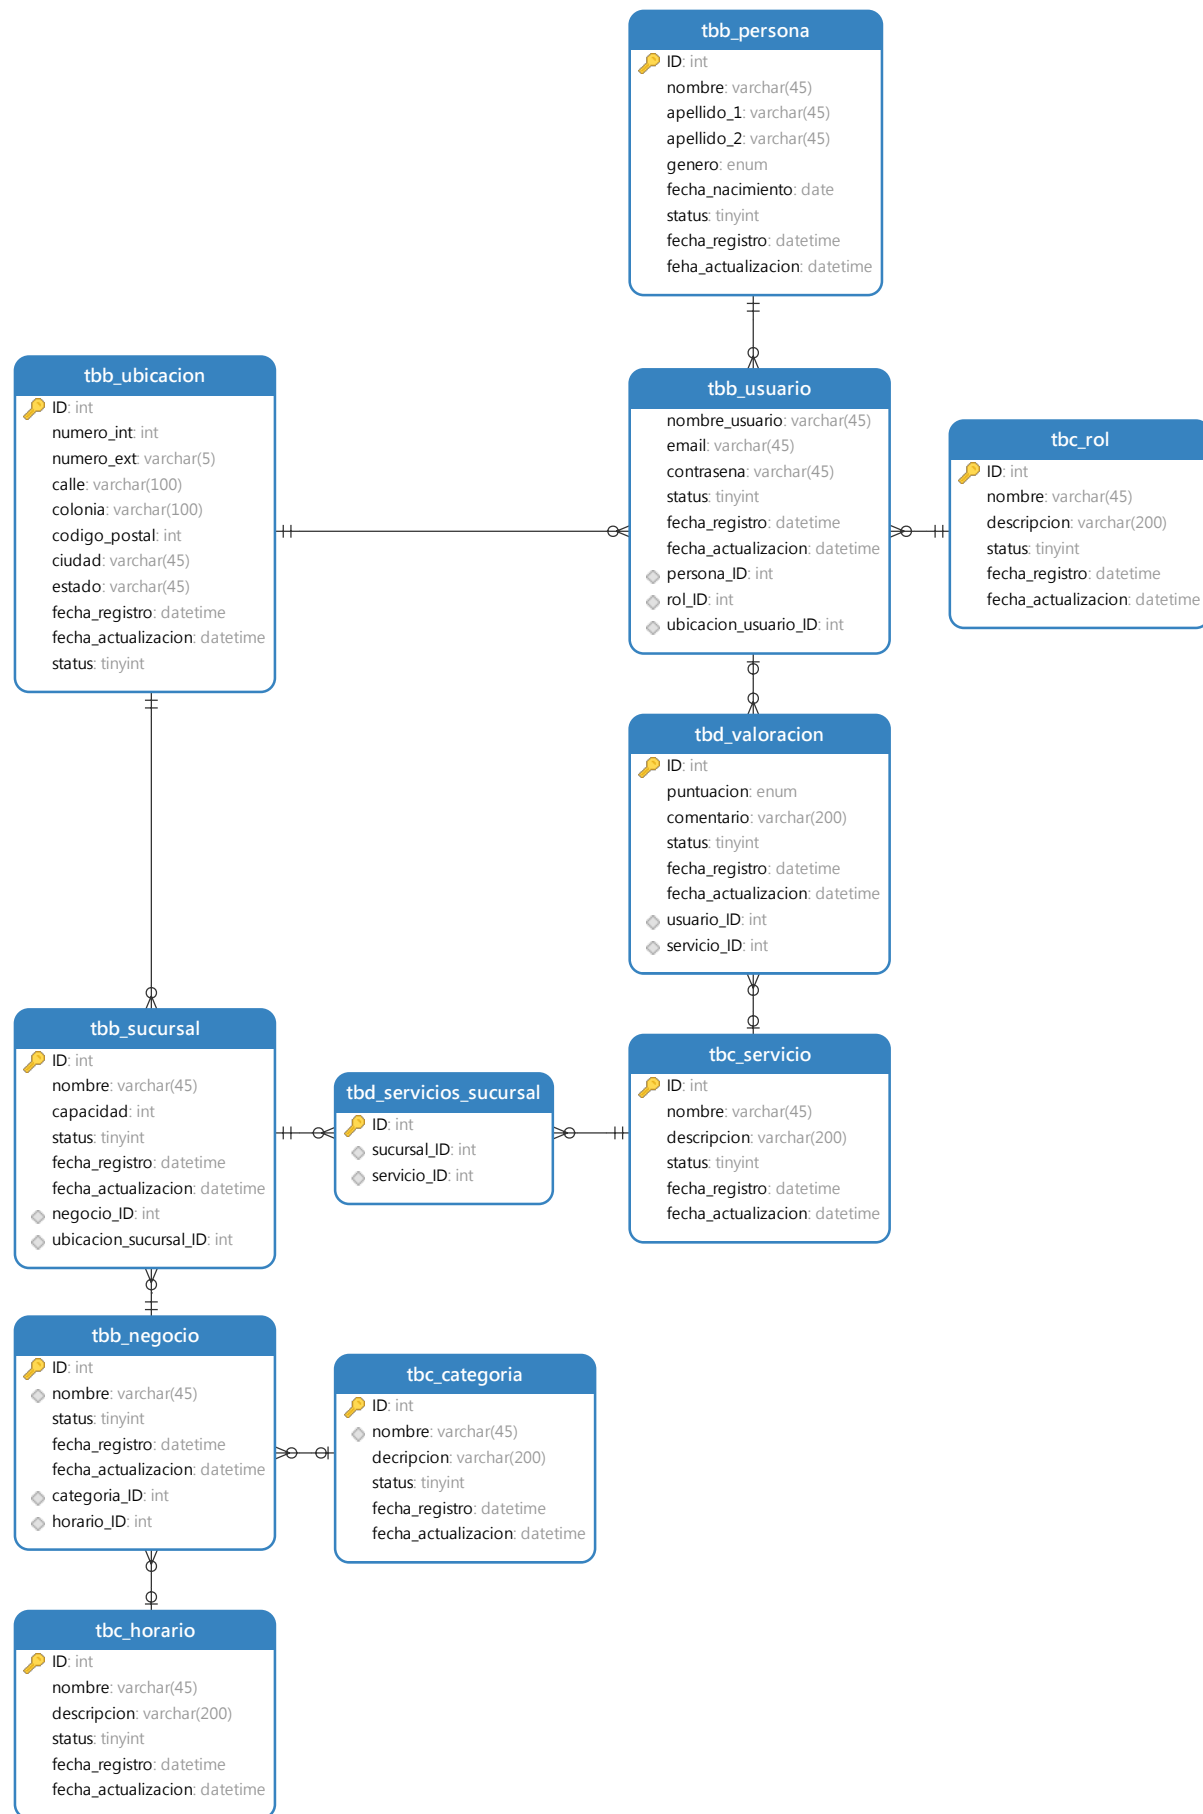 tbb_persona
ID: int
nombre: varchar(45)
apellido_1: varchar(45)
apellido_2: varchar(45)
genero: enum
fecha_nacimiento: date
status: tinyint
fecha_registro: datetime
feha_actualizacion: datetime
tbb_ubicacion
ID: int
numero_int: int
numero_ext: varchar(5)
calle: varchar(100)
colonia: varchar(100)
codigo_postal: int
ciudad: varchar(45)
estado: varchar(45)
fecha_registro: datetime
fecha_actualizacion: datetime
status: tinyint
tbb_usuario
nombre_usuario: varchar(45)
email: varchar(45)
contrasena: varchar(45)
status: tinyint
fecha_registro: datetime
fecha_actualizacion: datetime
persona_ID: int
rol_ID: int
ubicacion_usuario_ID: int
tbc_rol
ID: int
nombre: varchar(45)
descripcion: varchar(200)
status: tinyint
fecha_registro: datetime
fecha_actualizacion: datetime
tbd_valoracion
ID: int
puntuacion: enum
comentario: varchar(200)
status: tinyint
fecha_registro: datetime
fecha_actualizacion: datetime
usuario_ID: int
servicio_ID: int
tbb_sucursal
ID: int
nombre: varchar(45)
capacidad: int
status: tinyint
fecha_registro: datetime
fecha_actualizacion: datetime
negocio_ID: int
ubicacion_sucursal_ID: int
tbd_servicios_sucursal
ID: int
sucursal_ID: int
servicio_ID: int
tbc_servicio
ID: int
nombre: varchar(45)
descripcion: varchar(200)
status: tinyint
fecha_registro: datetime
fecha_actualizacion: datetime
tbb_negocio
ID: int
nombre: varchar(45)
status: tinyint
fecha_registro: datetime
fecha_actualizacion: datetime
categoria_ID: int
horario_ID: int
tbc_categoria
ID: int
nombre: varchar(45)
decripcion: varchar(200)
status: tinyint
fecha_registro: datetime
fecha_actualizacion: datetime
tbc_horario
ID: int
nombre: varchar(45)
descripcion: varchar(200)
status: tinyint
fecha_registro: datetime
fecha_actualizacion: datetime